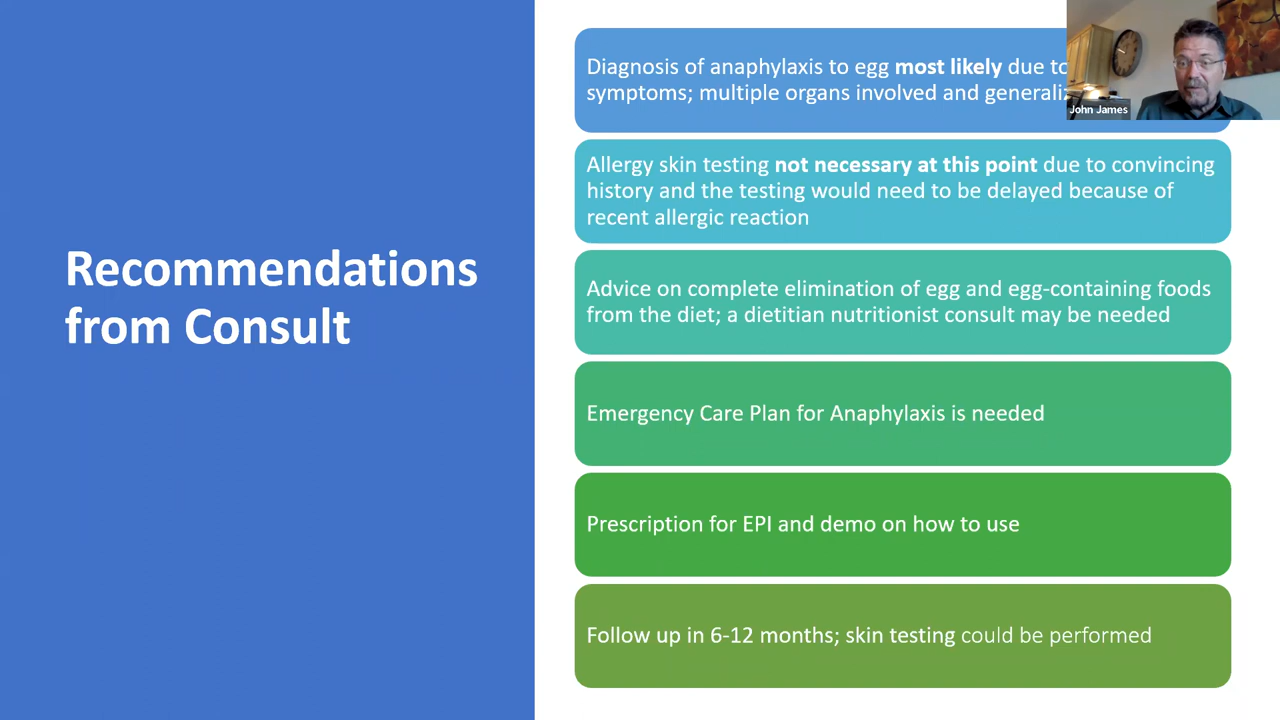 Recommendations
from Consult
Diagnosis of anaphylaxis to egg most likely due to
symptoms; multiple organs involved and
Allergy skin testing not necessary at this point due to convincing
history and the testing would need to be delayed because of
recent allergic reaction
Advice on complete elimination of egg and egg-containing foods
from the diet; a dietitian nutritionist consult may be needed
Emergency Care Plan for Anaphylaxis is needed
Prescription for EPI and demo on how to use
Follow up in 6-12 months; skin testing could be performed
John James